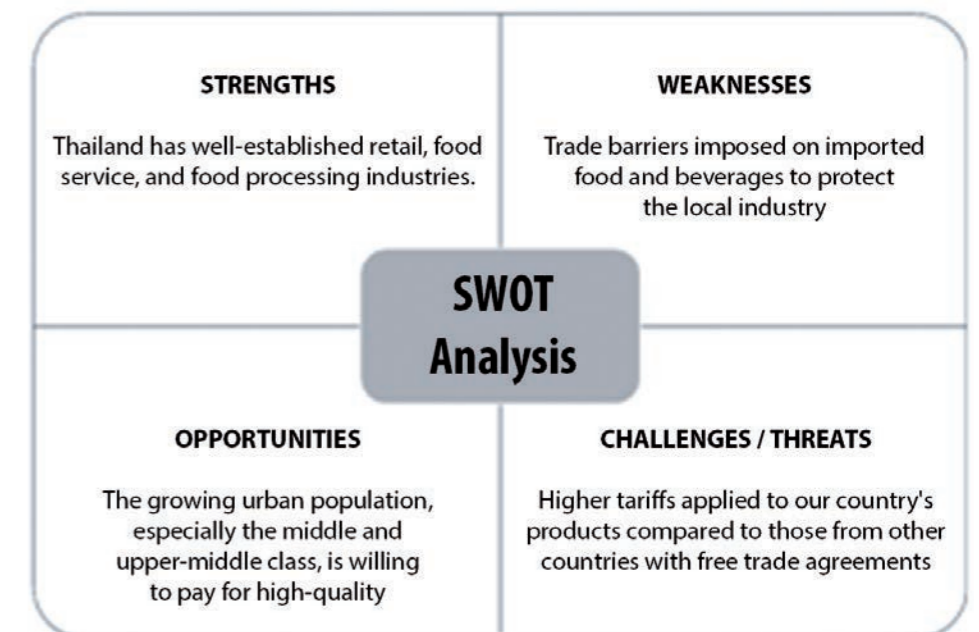 STRENGTHS
Thailand has well-established retail, food
service, and food processing industries.
WEAKNESSES
Trade barriers imposed on imported
food and beverages to protect
the local industry
SWOT
Analysis
OPPORTUNITIES
The growing urban population,
especially the middle and
upper-middle class, is willing
to pay for high-quality
CHALLENGES / THREATS
Higher tariffs applied to our country's
products compared to those from other
countries with free trade agreements